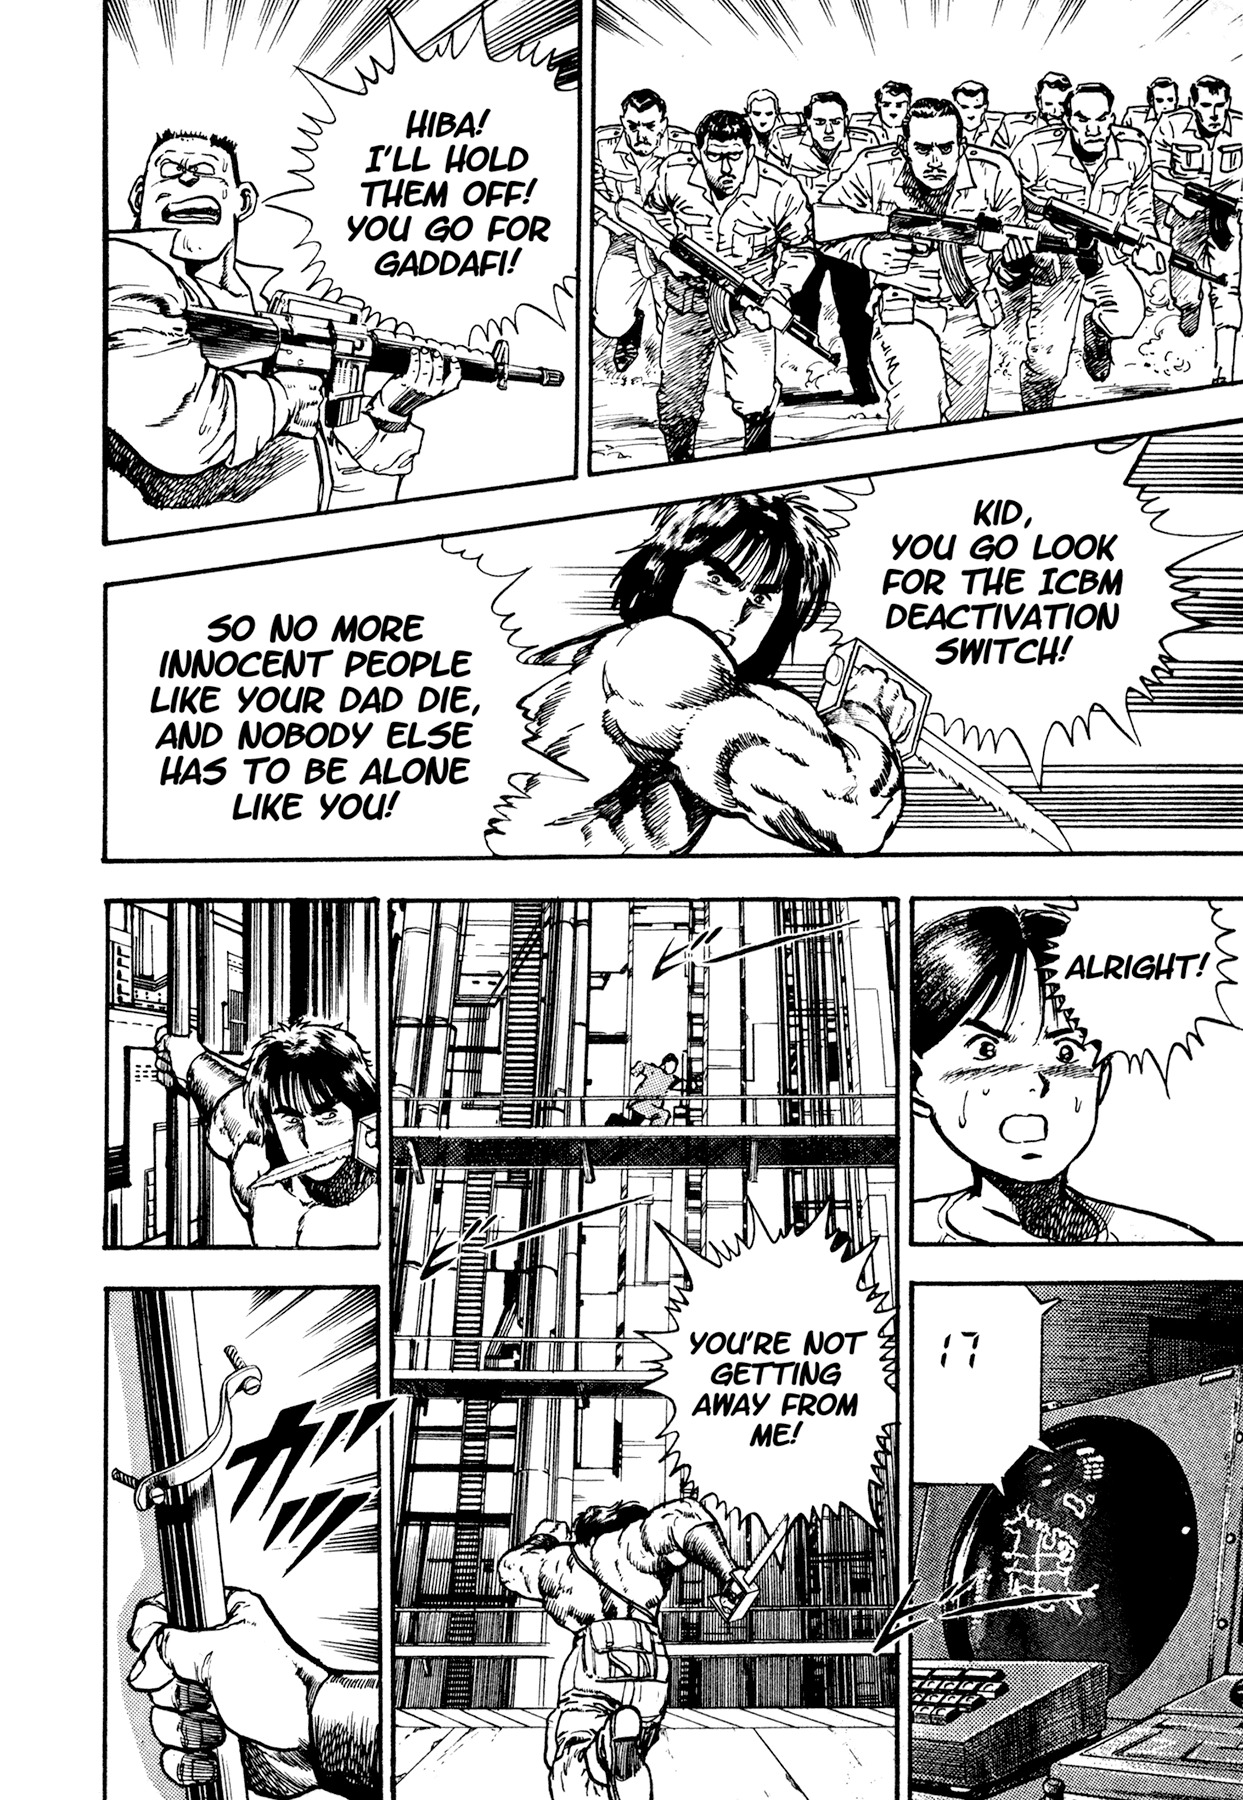 HIBA!
I'LL HOLD
THEM OFF!
YOU GO FOR
GADDAFI!
KID,
YOU GO LOOK
FOR THE ICBM
DEACTIVATION
SWITCH!
SO NO MORE
INNOCENT PEOPLE
LIKE YOUR DAD DIE,
AND NOBODY ELSE
HAS TO BE ALONE
LIKE YOU!
ALRIGHT!
17
YOU'RE NOT
GETTING
AWAY FROM
ME!
ガッ